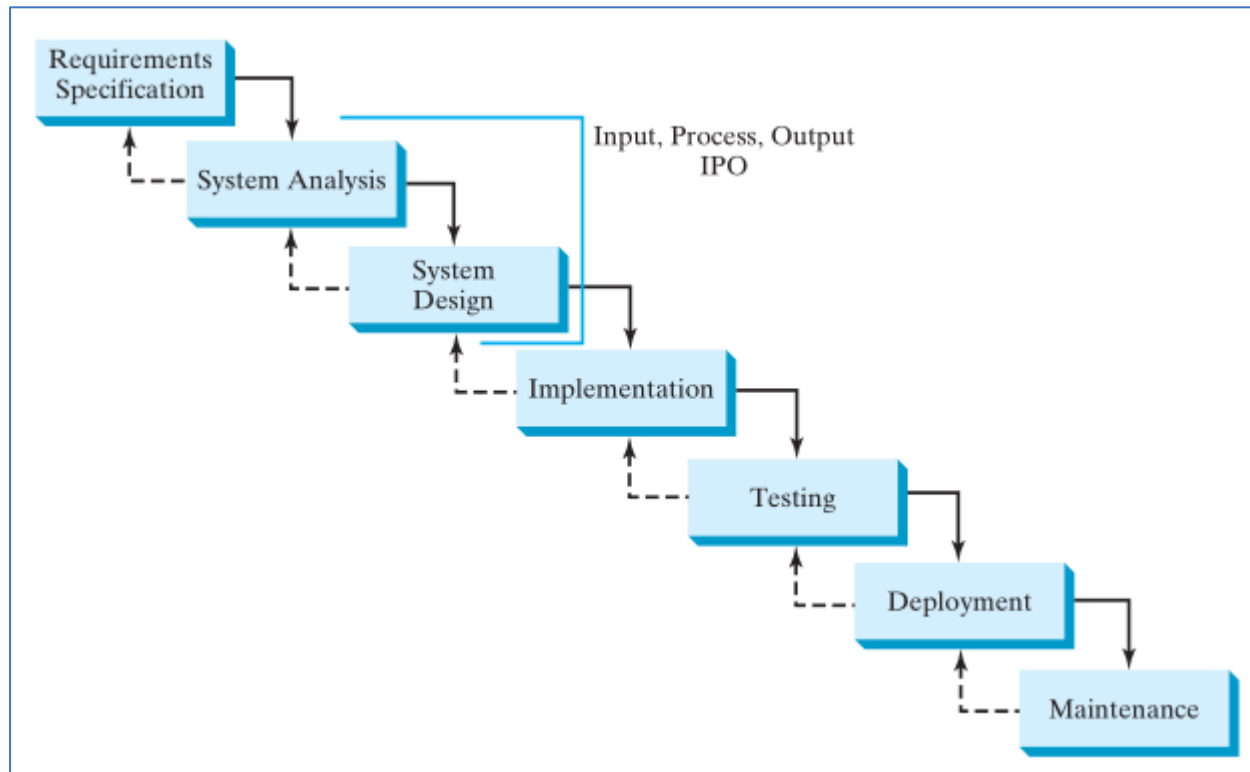 Requirements
Specification
Input, Process, Output
IPO
System Analysis
System
Design
Implementation
Testing
Deployment
Maintenance